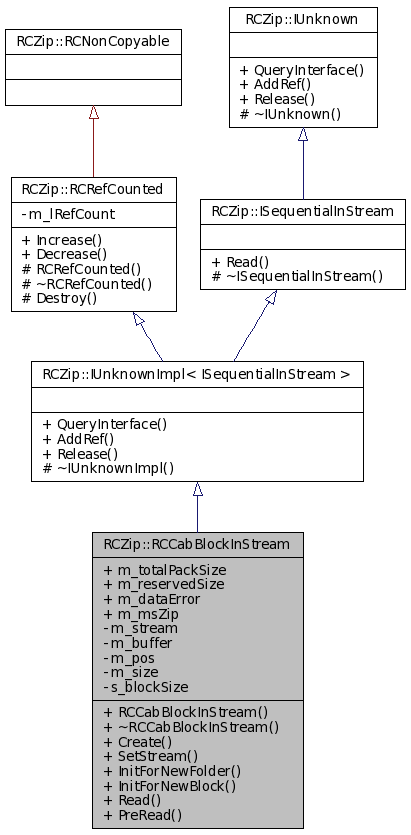 RCZip::RCNonCopyable
RCZip::IUnknown
+ QueryInterface()
+ AddRef()
+ Release()
# ~IUnknown()
RCZip::RCRefCounted
- m_lRefCount
+ Increase()
+ Decrease()
# RCRefCounted()
# ~RCRefCounted()
# Destroy()
RCZip::ISequentialInStream
+ Read()
# ~ISequentialInStream()
RCZip::IUnknownImpl< ISequentialInStream >
+ QueryInterface()
+ AddRef()
+ Release()
# ~IUnknownImpl()
RCZip::RCCabBlockInStream
+ m_totalPackSize
+ m_reservedSize
+ m_dataError
+ m_msZip
- m_stream
- m_buffer
- m_pos
- m_size
- s_blockSize
+ RCCabBlockInStream()
+ ~RCCabBlockInStream()
+ Create()
+ SetStream()
+ InitForNewFolder()
+ InitForNewBlock()
+ Read()
+ PreRead()